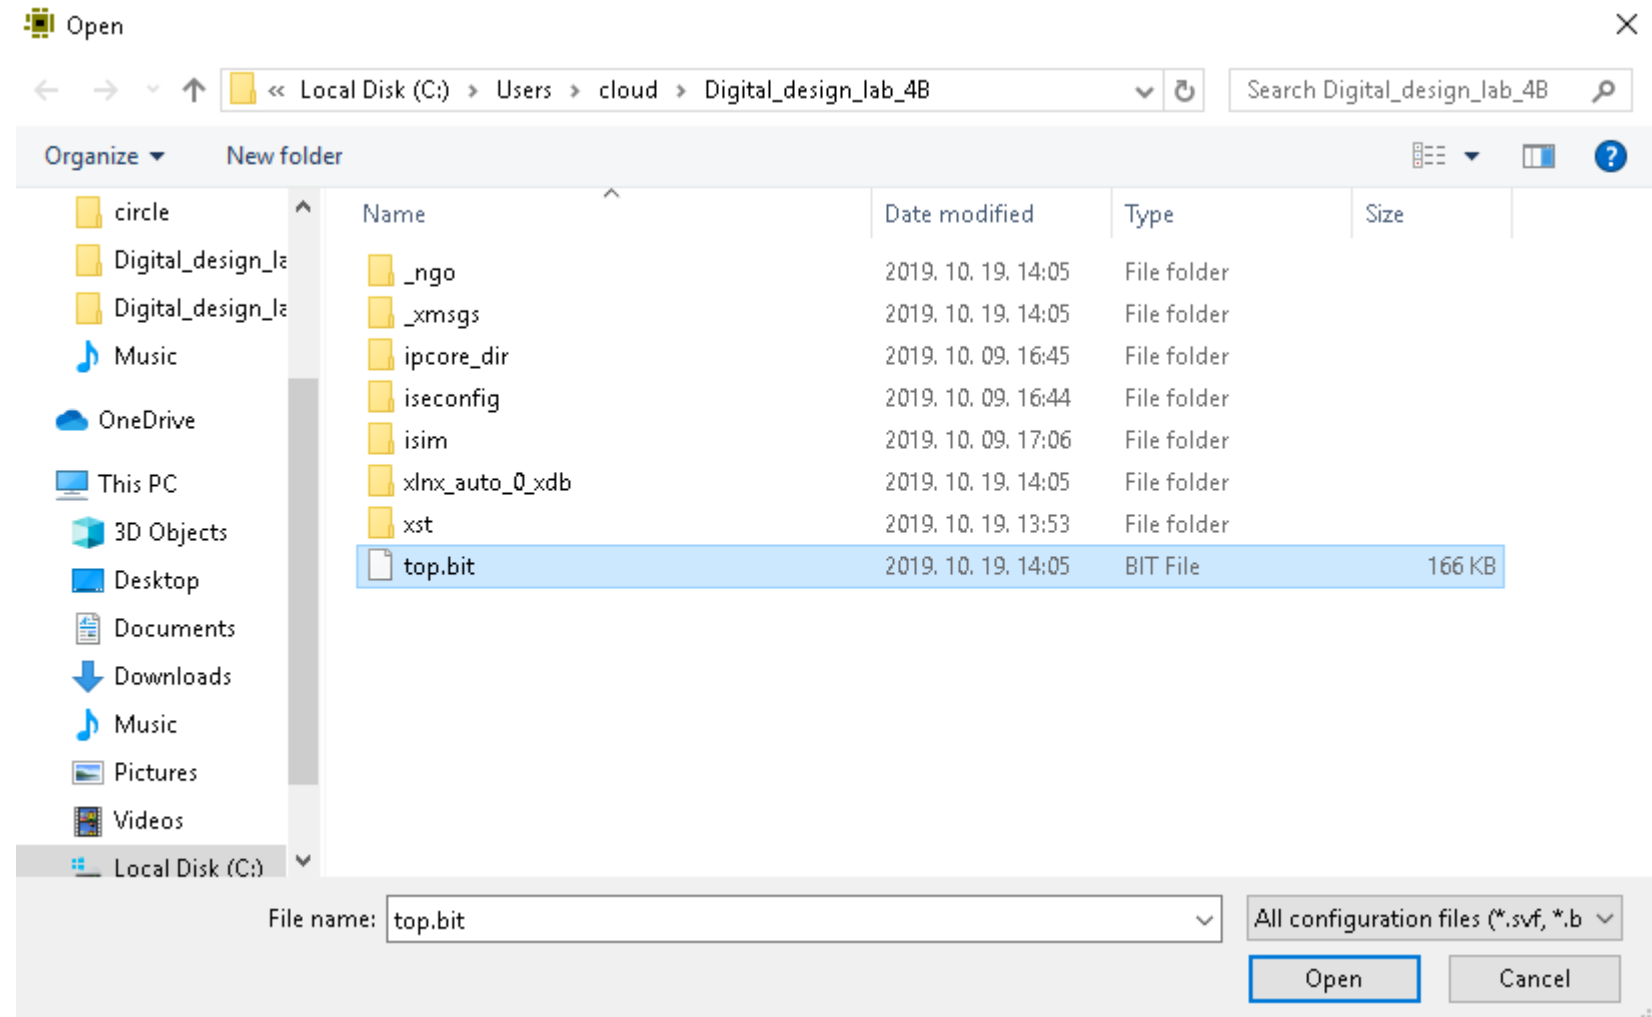 Open
« Local Disk (C:) > Users > cloud > Digital_design_lab_4B
Search Digital_design_lab_4B
Organize
New folder
circle
Digital_design_la
Digital_design_la
Music
OneDrive
This PC
3D Objects
Desktop
Documents
Downloads
Music
Pictures
Videos
Local Disk (C:)
Name Date modified Type Size
_ngo 2019. 10. 19. 14:05 File folder
_xmsgs 2019. 10. 19. 14:05 File folder
ipcore_dir 2019. 10. 09. 16:45 File folder
iseconfig 2019. 10. 09. 16:44 File folder
isim 2019. 10. 09. 17:06 File folder
xlnx_auto_0_xdb 2019. 10. 19. 14:05 File folder
xst 2019. 10. 19. 13:53 File folder
top.bit 2019. 10. 19. 14:05 BIT File 166 KB
File name: top.bit
All configuration files (*.svf, *.b
Open
Cancel